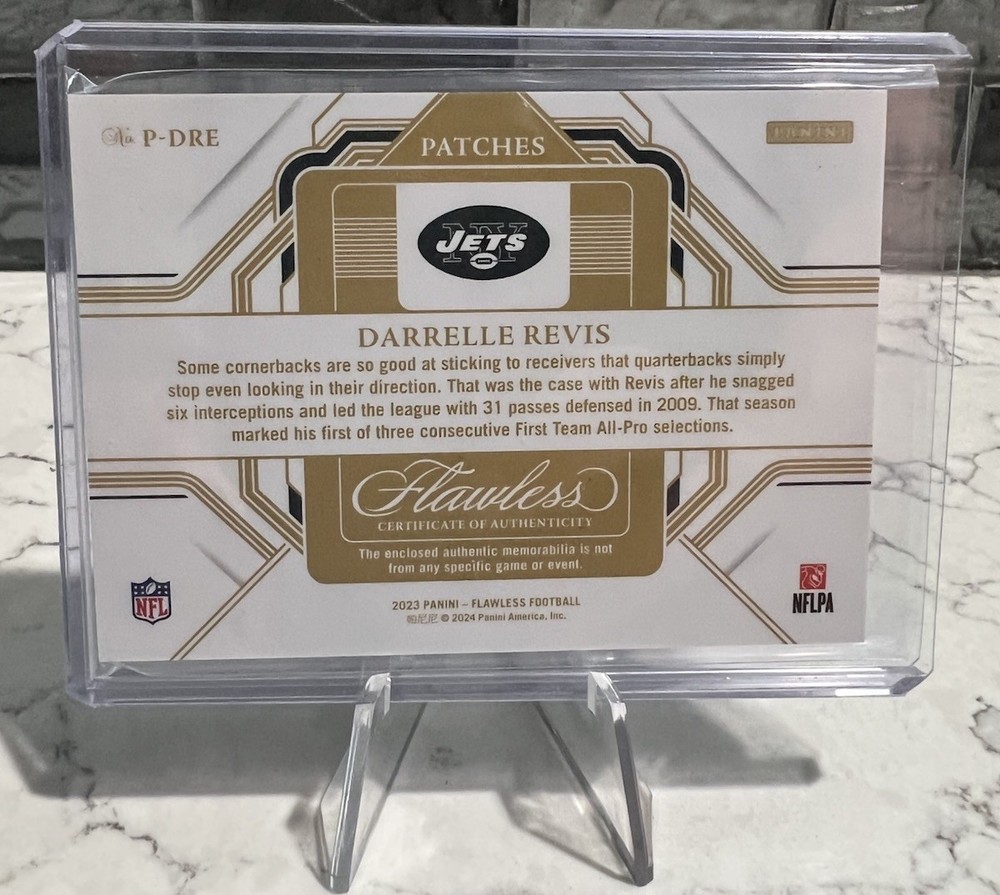 No. P-DRE
PATCHES
PANINI
NY
JETS
DARRELLE REVIS
Some cornerbacks are so good at sticking to receivers that quarterbacks simply
stop even looking in their direction. That was the case with Revis after he snagged
six interceptions and led the league with 31 passes defensed in 2009. That season
marked his first of three consecutive First Team All-Pro selections.
Flawless
CERTIFICATE OF AUTHENTICITY
The enclosed authentic memorabilia is not
from any specific game or event.
NFL
NFLPA
2023 PANINI – FLAWLESS FOOTBALL
帕尼尼 © 2024 Panini America, Inc.